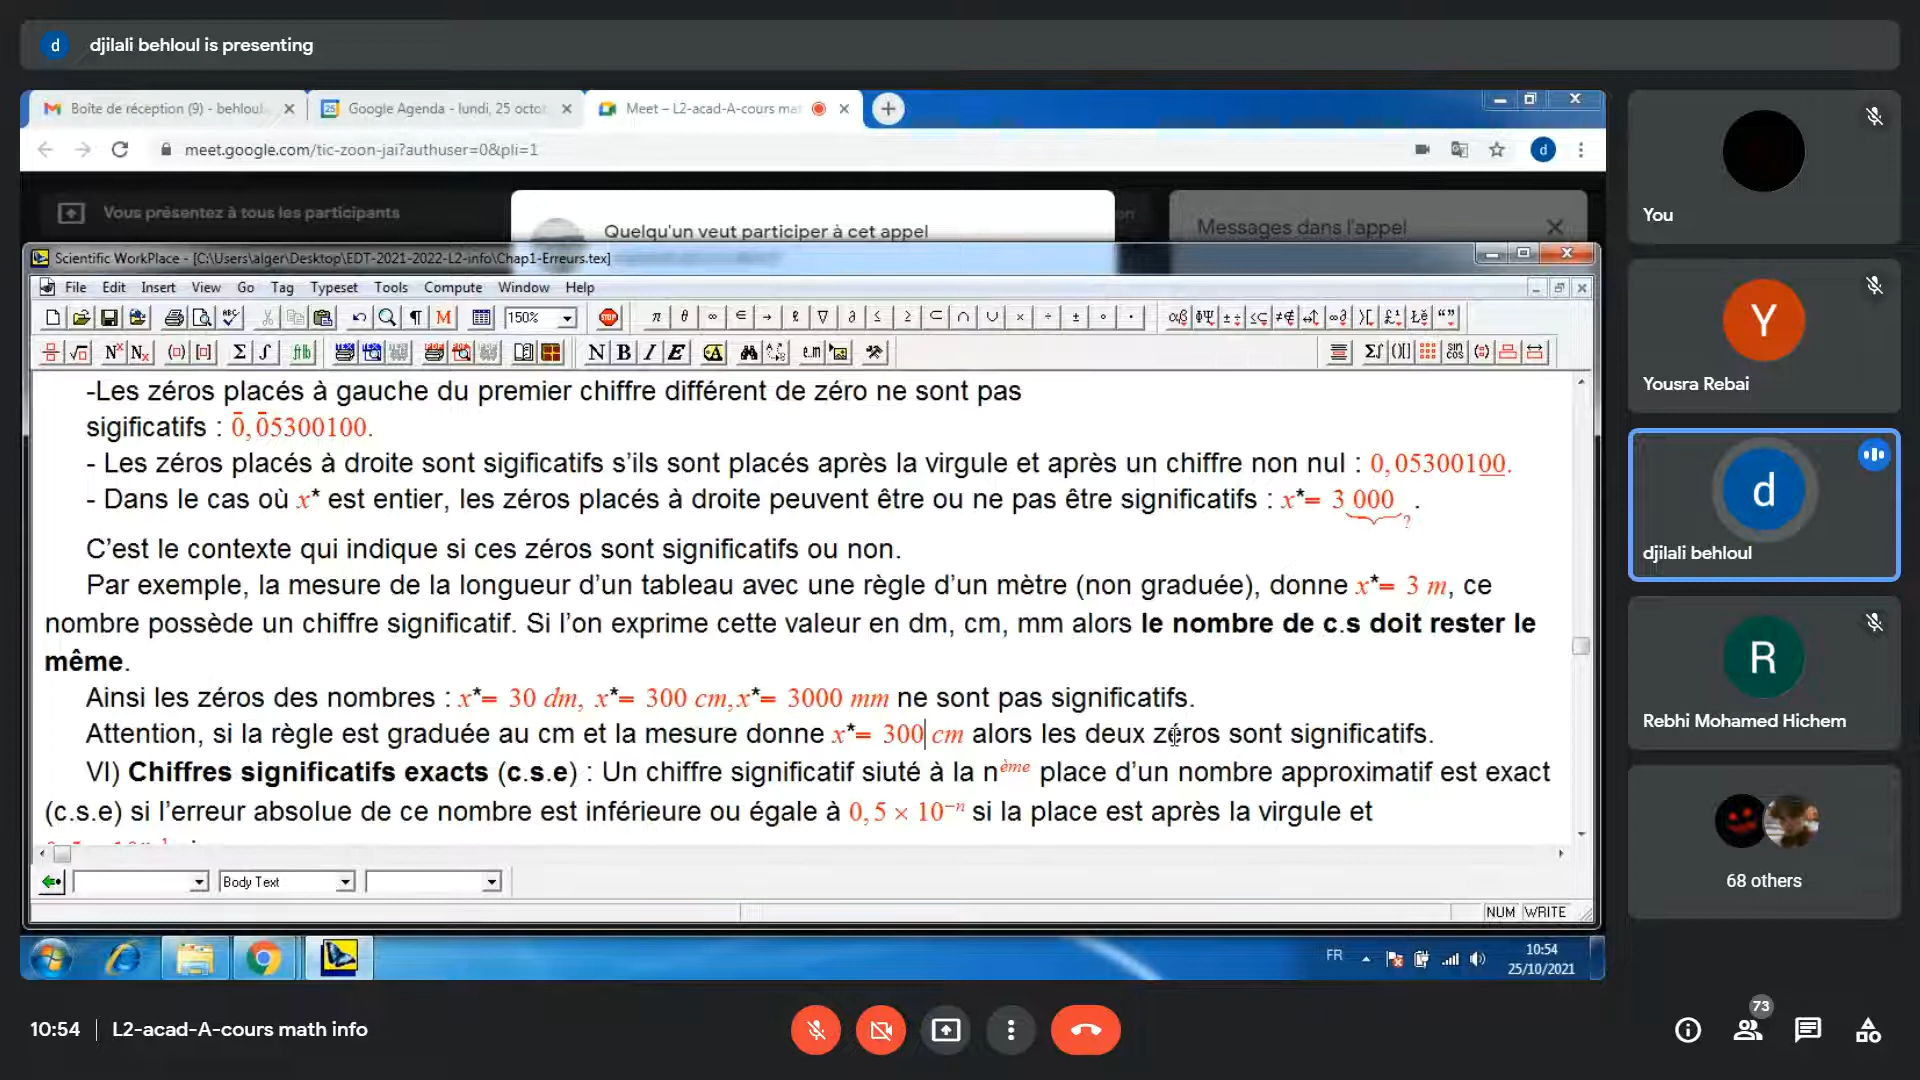 d djilali behloul is presenting
Boîte de réception (9) - behloul
Google Agenda - lundi, 25 octo
Meet – L2-acad-A-cours mat
meet.google.com/tic-zoon-jai?authuser=0&pli=1
d
Vous présentez à tous les participants
Quelqu'un veut participer à cet appel
Messages dans l'appel
Scientific WorkPlace - [C:\Users\alger\Desktop\EDT-2021-2022-L2-info\Chap1-Erreurs.tex]
File Edit Insert View Go Tag Typeset Tools Compute Window Help
150%
-Les zéros placés à gauche du premier chiffre différent de zéro ne sont pas
sigificatifs : 0̄,0̄5300100.
- Les zéros placés à droite sont sigificatifs s'ils sont placés après la virgule et après un chiffre non nul : 0,05300100.
- Dans le cas où x* est entier, les zéros placés à droite peuvent être ou ne pas être significatifs : x*= 3 000 ?.
C'est le contexte qui indique si ces zéros sont significatifs ou non.
Par exemple, la mesure de la longueur d'un tableau avec une règle d'un mètre (non graduée), donne x*= 3 m, ce
nombre possède un chiffre significatif. Si l'on exprime cette valeur en dm, cm, mm alors le nombre de c.s doit rester le
même.
Ainsi les zéros des nombres : x*= 30 dm, x*= 300 cm,x*= 3000 mm ne sont pas significatifs.
Attention, si la règle est graduée au cm et la mesure donne x*= 300 cm alors les deux zéros sont significatifs.
VI) Chiffres significatifs exacts (c.s.e) : Un chiffre significatif siuté à la nème place d'un nombre approximatif est exact
(c.s.e) si l'erreur absolue de ce nombre est inférieure ou égale à 0,5 × 10⁻ⁿ si la place est après la virgule et
Body Text
NUM WRITE
FR
10:54
25/10/2021
You
Y
Yousra Rebai
d
djilali behloul
R
Rebhi Mohamed Hichem
68 others
10:54 | L2-acad-A-cours math info
73